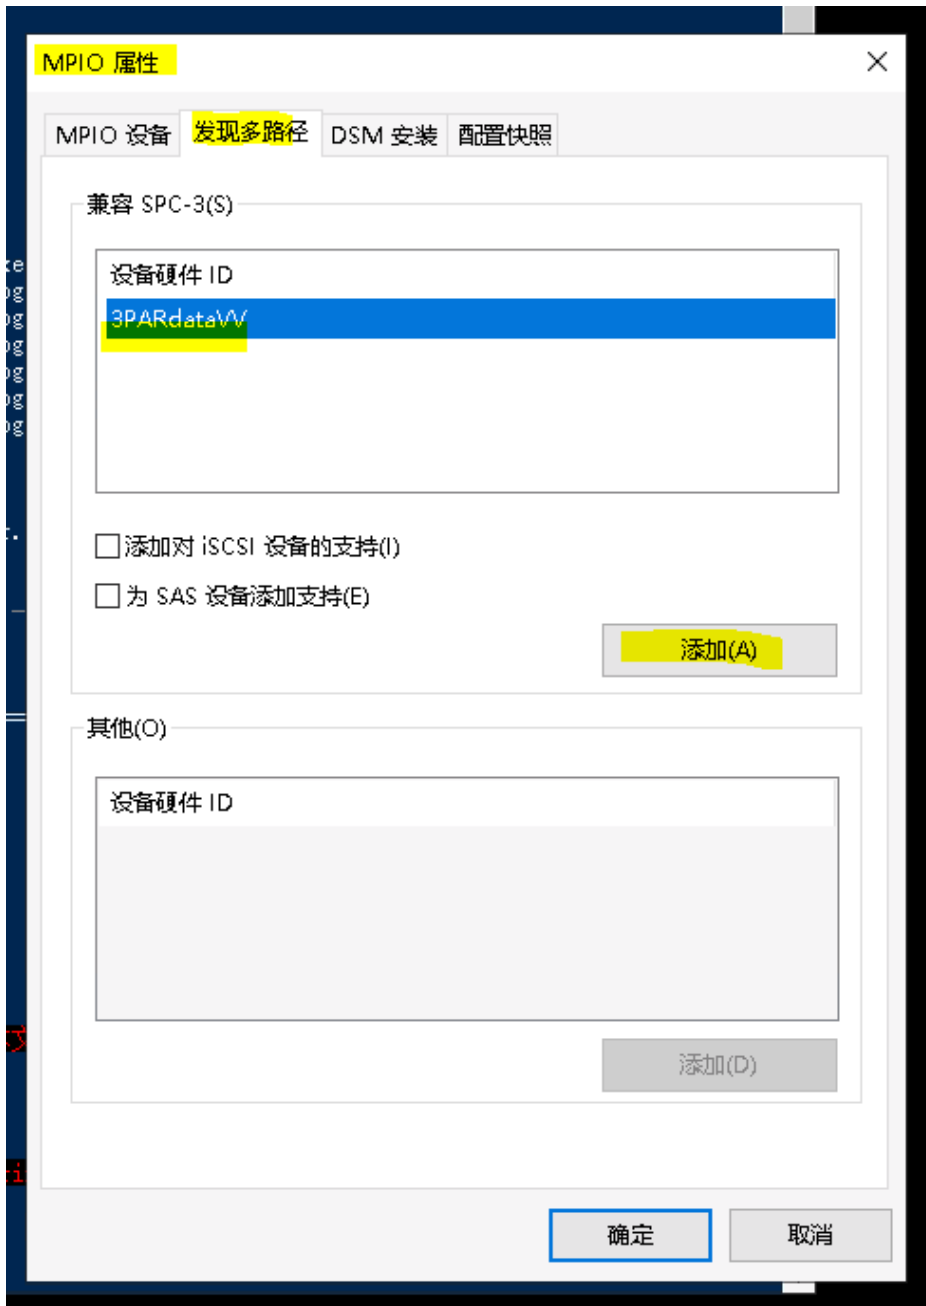 MPIO 属性
MPIO 设备 发现多路径 DSM 安装 配置快照
兼容 SPC-3(S)
设备硬件 ID
3PARdataVV
添加对 iSCSI 设备的支持(I)
为 SAS 设备添加支持(E)
添加(A)
其他(O)
设备硬件 ID
添加(D)
确定 取消